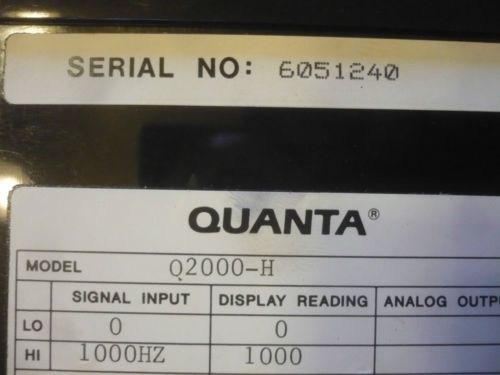 SERIAL NO: 6051240
QUANTA®
MODEL Q2000-H
SIGNAL INPUT DISPLAY READING ANALOG OUTP
LO 0 0
HI 1000HZ 1000